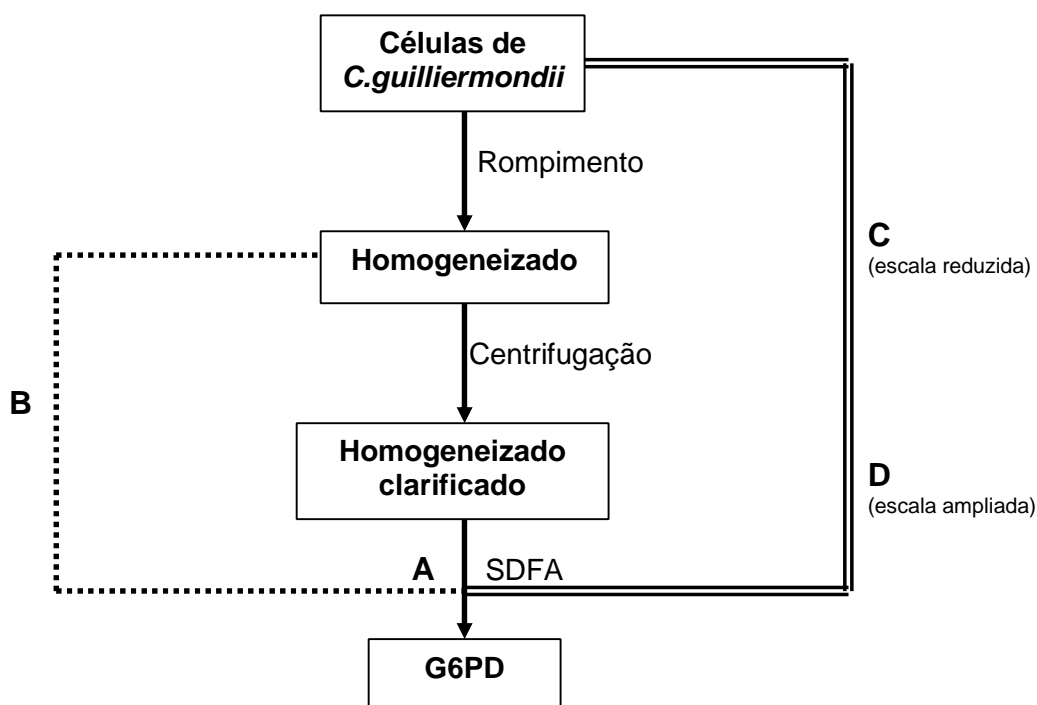 Células de
C.guilliermondii
Rompimento
Homogeneizado
C
(escala reduzida)
Centrifugação
B
Homogeneizado
clarificado
D
(escala ampliada)
A SDFA
G6PD